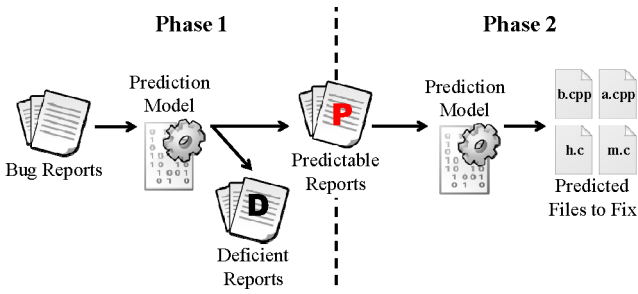 Phase 1
Phase 2
Prediction
Model
Bug Reports
P
Predictable
Reports
D
Deficient
Reports
Prediction
Model
b.cpp
a.cpp
h.c
m.c
Predicted
Files to Fix